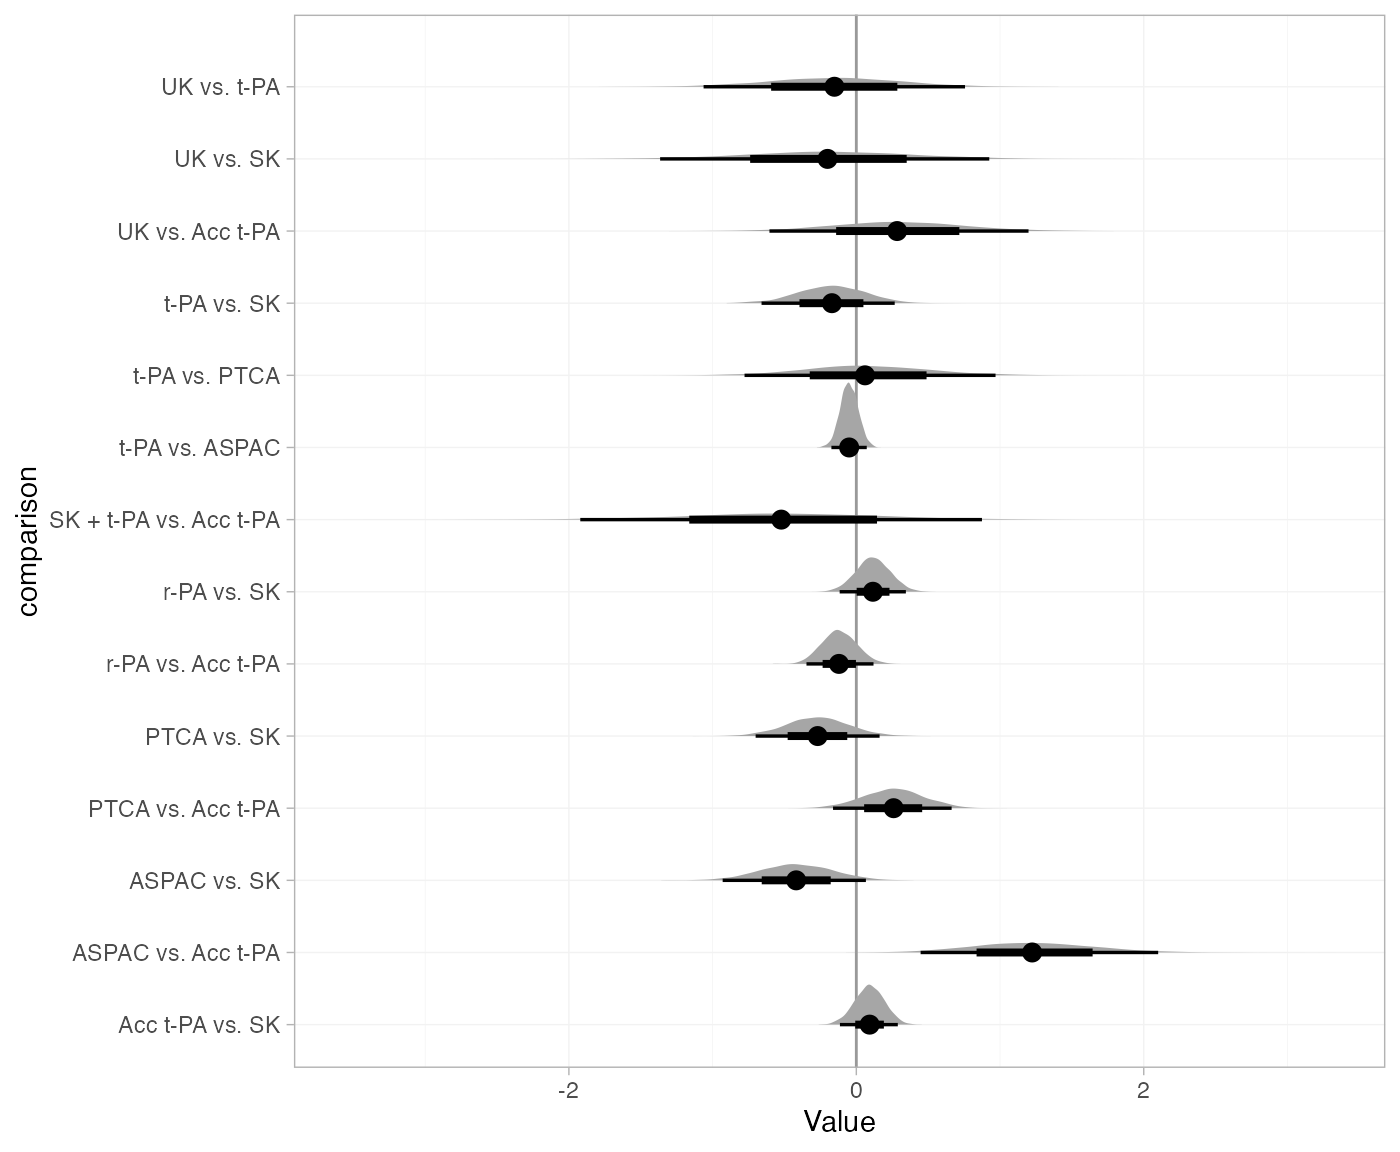 UK vs. t-PA
UK vs. SK
UK vs. Acc t-PA
t-PA vs. SK
t-PA vs. PTCA
t-PA vs. ASPAC
SK + t-PA vs. Acc t-PA
r-PA vs. SK
r-PA vs. Acc t-PA
PTCA vs. SK
PTCA vs. Acc t-PA
ASPAC vs. SK
ASPAC vs. Acc t-PA
Acc t-PA vs. SK
comparison
-2 0 2
Value